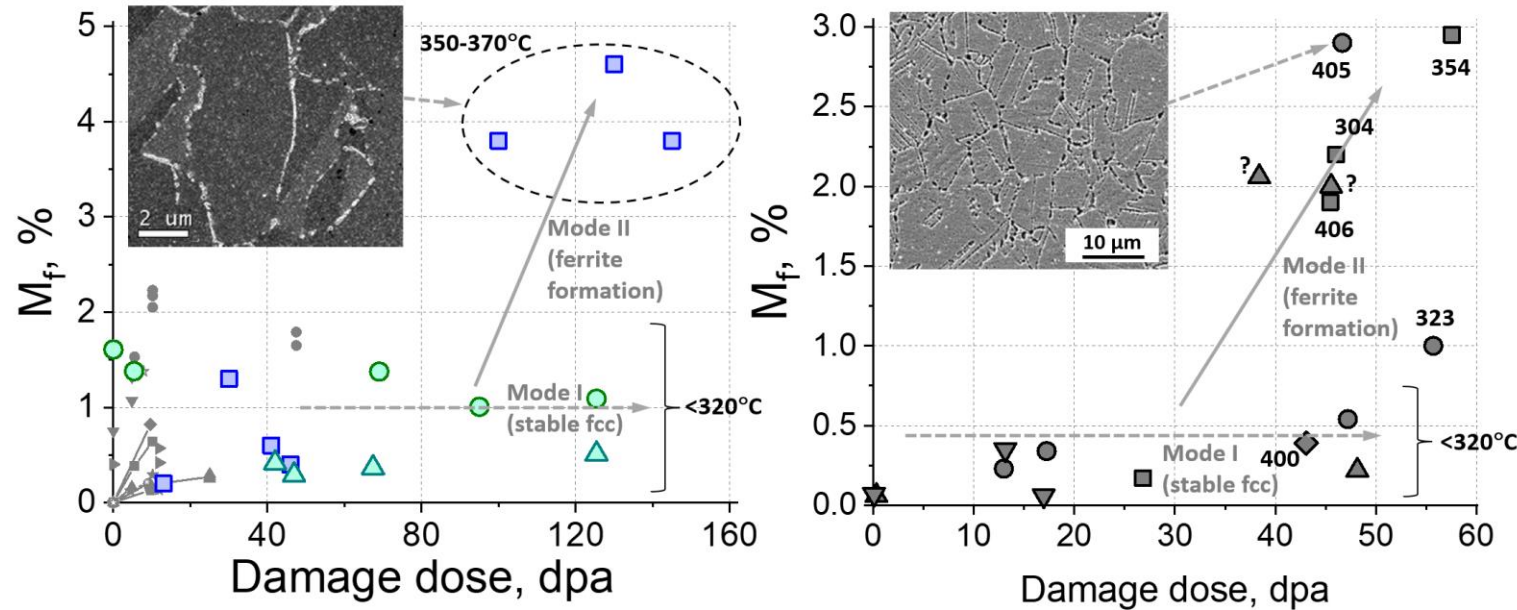 5
4
3
2
1
0
M_f, %
350-370°C
2 um
Mode II
(ferrite
formation)
Mode I
(stable fcc)
<320°C
0
40
80
120
160
Damage dose, dpa
3.0
2.5
2.0
1.5
1.0
0.5
0.0
M_f, %
10 µm
405
354
304
?
?
406
Mode II
(ferrite
formation)
323
<320°C
400
Mode I
(stable fcc)
0
10
20
30
40
50
60
Damage dose, dpa